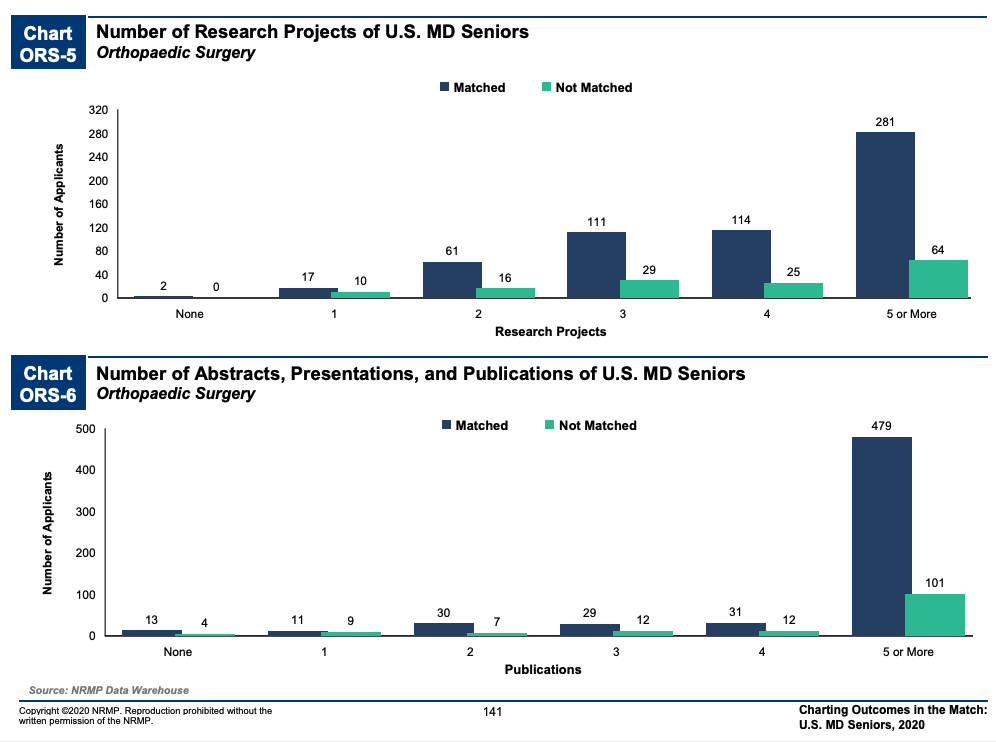 Chart
ORS-5
Number of Research Projects of U.S. MD Seniors
Orthopaedic Surgery
Matched Not Matched
Number of Applicants
320
280
240
200
160
120
80
40
0
2 0
17 10
61 16
111 29
114 25
281 64
None 1 2 3 4 5 or More
Research Projects
Chart
ORS-6
Number of Abstracts, Presentations, and Publications of U.S. MD Seniors
Orthopaedic Surgery
Matched Not Matched
Number of Applicants
500
400
300
200
100
0
13 4
11 9
30 7
29 12
31 12
479 101
None 1 2 3 4 5 or More
Publications
Source: NRMP Data Warehouse
Copyright ©2020 NRMP. Reproduction prohibited without the
written permission of the NRMP.
141
Charting Outcomes in the Match:
U.S. MD Seniors, 2020